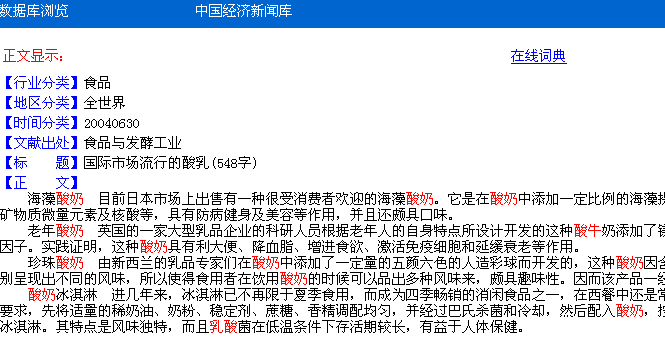 数据库浏览 中国经济新闻库
正文显示: 在线词典
【行业分类】食品
【地区分类】全世界
【时间分类】20040630
【文献出处】食品与发酵工业
【标 题】国际市场流行的酸乳(548字)
【正 文】
海藻酸奶 目前日本市场上出售有一种很受消费者欢迎的海藻酸奶。它是在酸奶中添加一定比例的海藻提
矿物质微量元素及核酸等，具有防病健身及美容等作用，并且还颇具口味。
老年酸奶 英国的一家大型乳品企业的科研人员根据老年人的自身特点所设计开发的这种酸牛奶添加了锌
因子。实践证明，这种酸奶具有利大便、降血脂、增进食欲、激活免疫细胞和延缓衰老等作用。
珍珠酸奶 由新西兰的乳品专家们在酸奶中添加了一定量的五颜六色的人造彩球而开发的，这种酸奶因含
别呈现出不同的风味，所以使得食用者在饮用酸奶的时候可以品出多种风味来，颇具趣味性。因而该产品一经
酸奶冰淇淋 进几年来，冰淇淋已不再限于夏季食用，而成为四季畅销的消闲食品之一，在西餐中还是常
要求，先将适量的稀奶油、奶粉、稳定剂、蔗糖、香精调配均匀，并经过巴氏杀菌和冷却，然后配入酸奶，按
冰淇淋。其特点是风味独特，而且乳酸菌在低温条件下存活期较长，有益于人体保健。